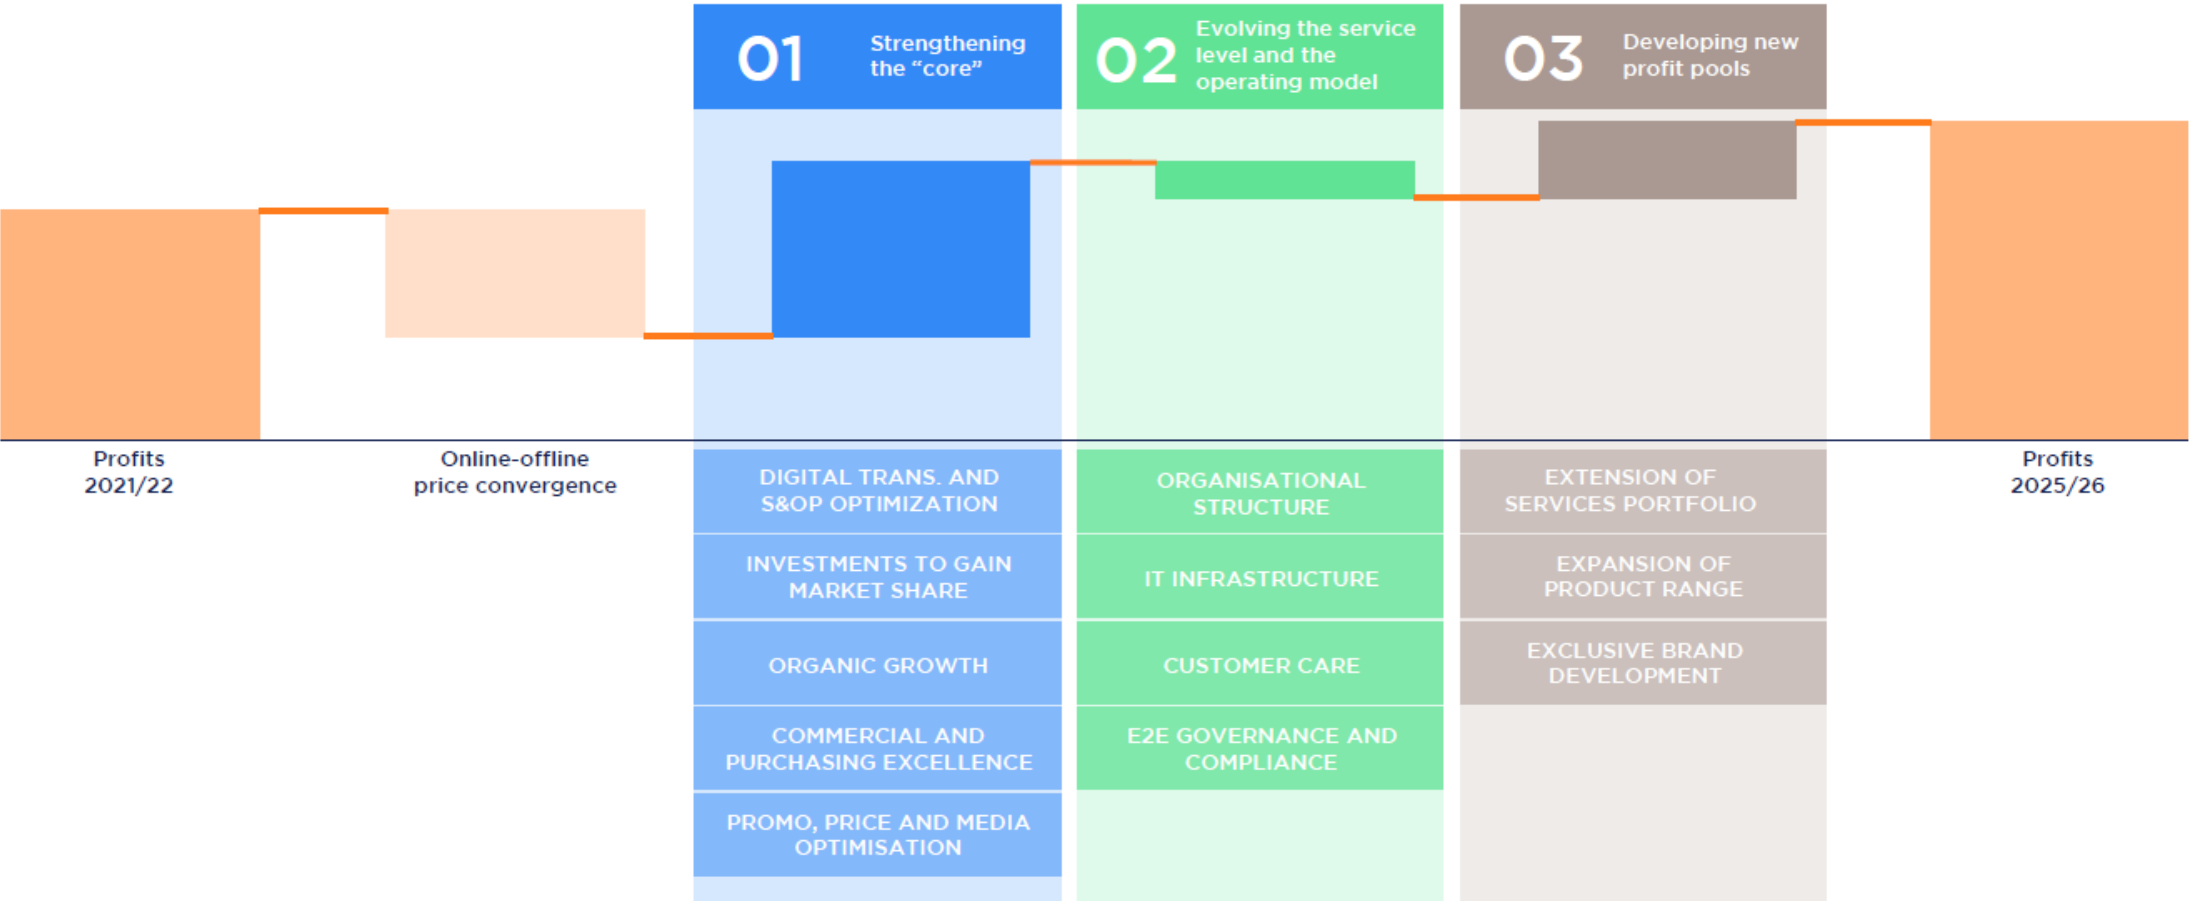 01
Strengthening
the “core”
02
Evolving the service
level and the
operating model
03
Developing new
profit pools
Profits
2021/22
Online-offline
price convergence
DIGITAL TRANS. AND
S&OP OPTIMIZATION
INVESTMENTS TO GAIN
MARKET SHARE
ORGANIC GROWTH
COMMERCIAL AND
PURCHASING EXCELLENCE
PROMO, PRICE AND MEDIA
OPTIMISATION
ORGANISATIONAL
STRUCTURE
IT INFRASTRUCTURE
CUSTOMER CARE
E2E GOVERNANCE AND
COMPLIANCE
EXTENSION OF
SERVICES PORTFOLIO
EXPANSION OF
PRODUCT RANGE
EXCLUSIVE BRAND
DEVELOPMENT
Profits
2025/26